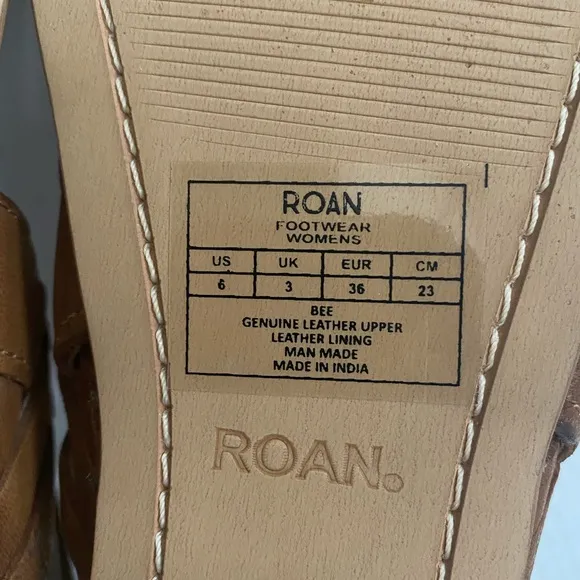 ROAN
FOOTWEAR
WOMENS
US UK EUR CM
6 3 36 23
BEE
GENUINE LEATHER UPPER
LEATHER LINING
MAN MADE
MADE IN INDIA
ROAN.